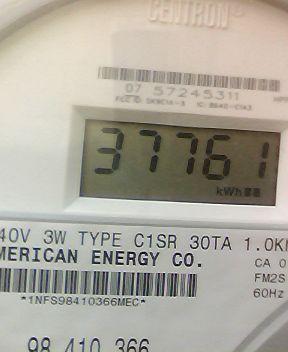 CENTRON
07 57245311
37761
kWh
40V 3W TYPE C1SR 30TA 1.0K
MERICAN ENERGY CO.
CA 0
FM2S
60Hz
*1NFS98410366MEC*
98 410 366